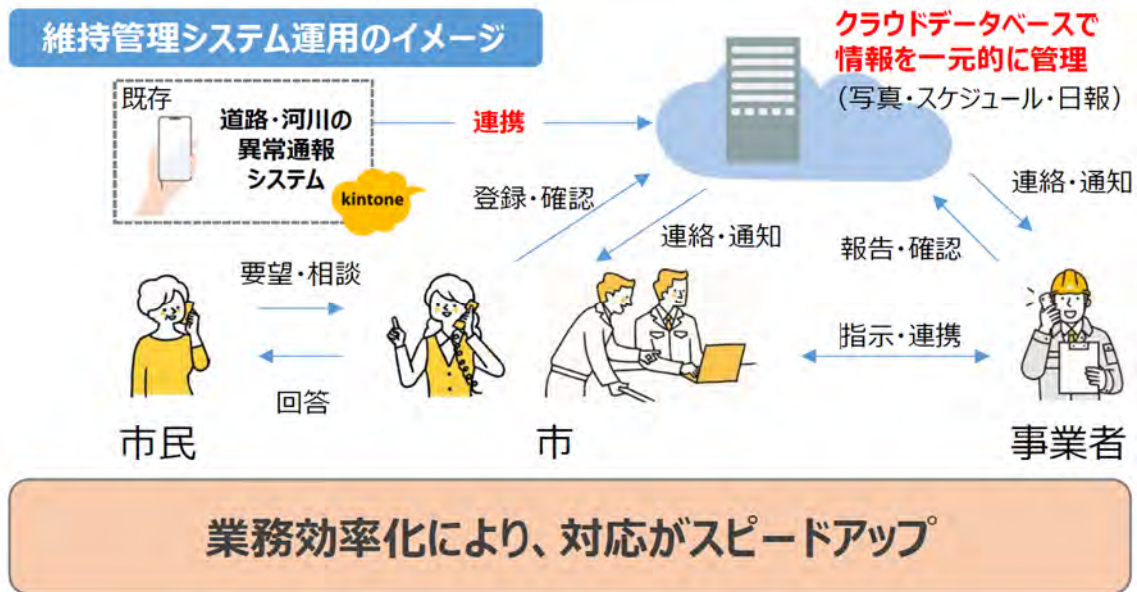 維持管理システム運用のイメージ
クラウドデータベースで
情報を一元的に管理
（写真・スケジュール・日報）
既存
道路・河川の
異常通報
システム
kintone
連携
登録・確認
連絡・通知
連絡・通知
報告・確認
要望・相談
指示・連携
回答
市民
市
事業者
業務効率化により、対応がスピードアップ